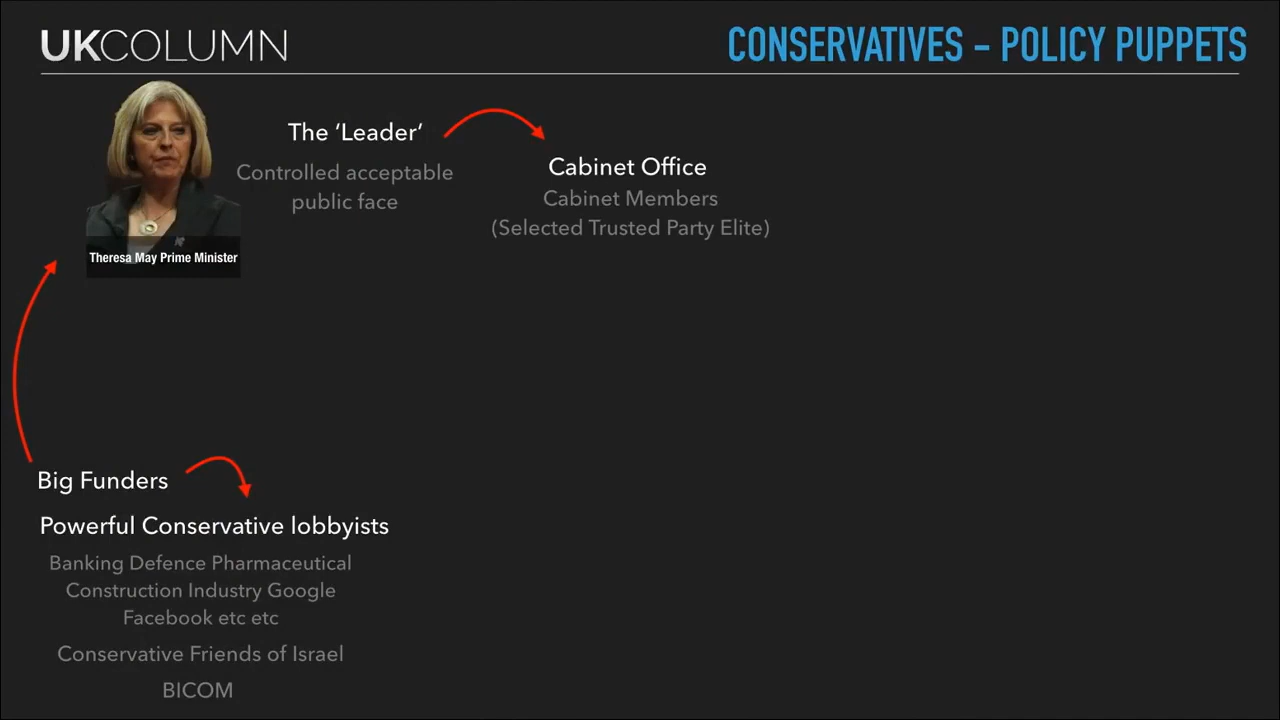 UKCOLUMN
CONSERVATIVES – POLICY PUPPETS
The ‘Leader’
Controlled acceptable
public face
Cabinet Office
Cabinet Members
(Selected Trusted Party Elite)
Theresa May Prime Minister
Big Funders
Powerful Conservative lobbyists
Banking Defence Pharmaceutical
Construction Industry Google
Facebook etc etc
Conservative Friends of Israel
BICOM